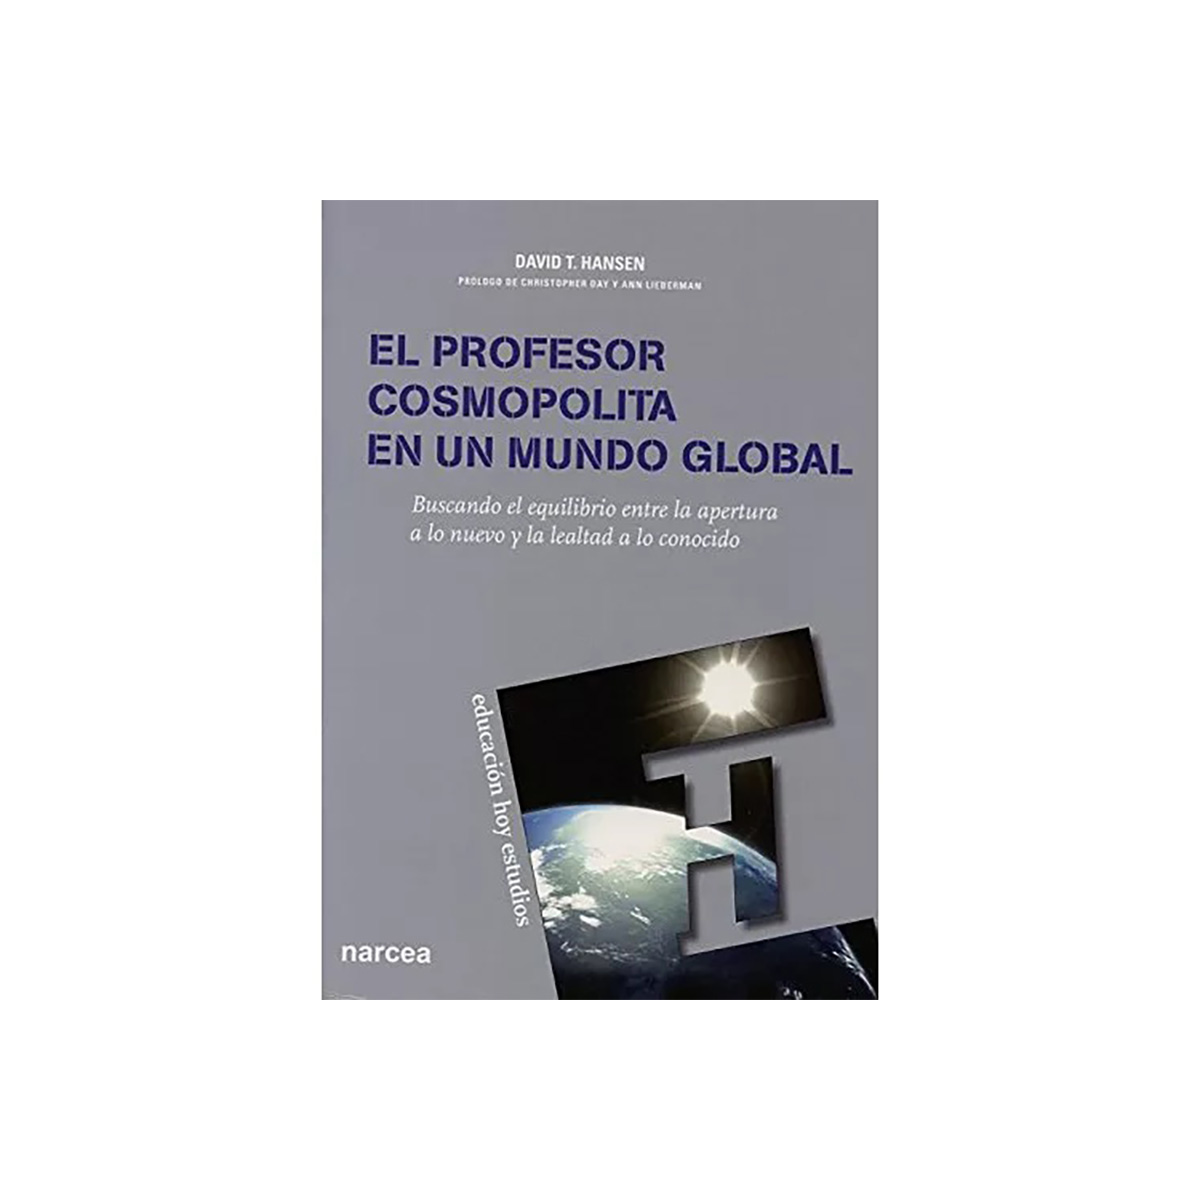 DAVID T. HANSEN
PRÓLOGO DE CHRISTOPHER DAY Y ANN LIEBERMAN
EL PROFESOR
COSMOPOLITA
EN UN MUNDO GLOBAL
Buscando el equilibrio entre la apertura
a lo nuevo y la lealtad a lo conocido
educación hoy estudios
H
narcea